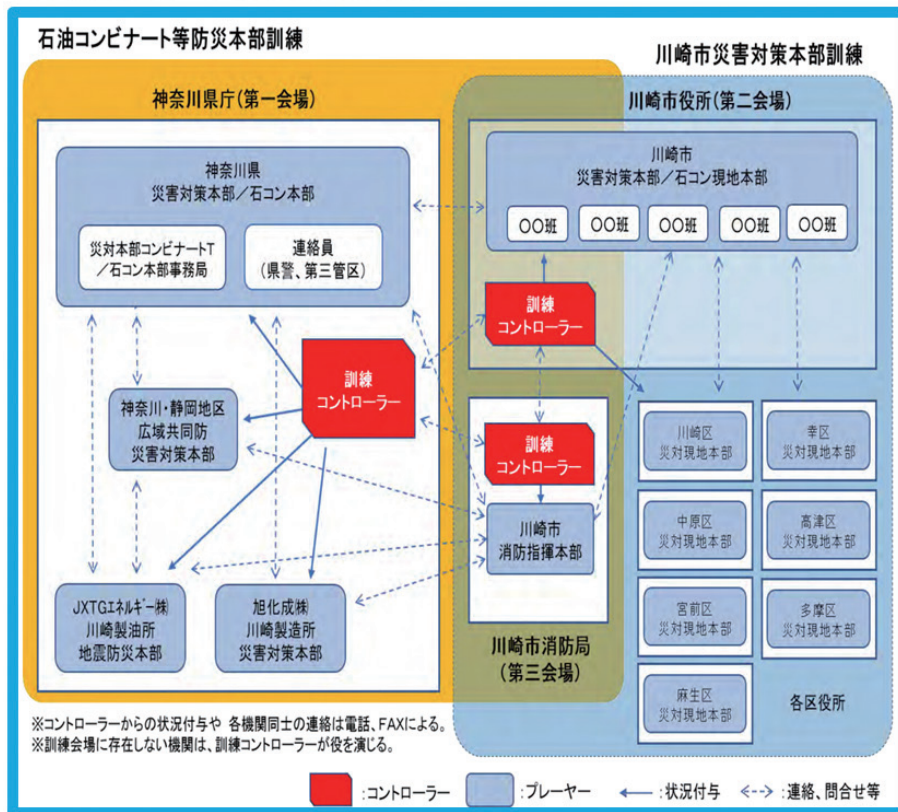 石油コンビナート等防災本部訓練
川崎市災害対策本部訓練
神奈川県庁(第一会場)
川崎市役所(第二会場)
神奈川県
災害対策本部/石コン本部
災対本部コンビナートT
/石コン本部事務局
連絡員
(県警、第三管区)
川崎市
災害対策本部/石コン現地本部
〇〇班
〇〇班
〇〇班
〇〇班
〇〇班
訓練
コントローラー
訓練
コントローラー
神奈川・静岡地区
広域共同防
災害対策本部
訓練
コントローラー
川崎市
消防指揮本部
JXTGエネルギー㈱
川崎製油所
地震防災本部
旭化成㈱
川崎製造所
災害対策本部
川崎市消防局
(第三会場)
川崎区
災対現地本部
幸区
災対現地本部
中原区
災対現地本部
高津区
災対現地本部
宮前区
災対現地本部
多摩区
災対現地本部
麻生区
災対現地本部
各区役所
※コントローラーからの状況付与や 各機関同士の連絡は電話、FAXによる。
※訓練会場に存在しない機関は、訓練コントローラーが役を演じる。
:コントローラー
:プレーヤー
:状況付与
:連絡、問合せ等